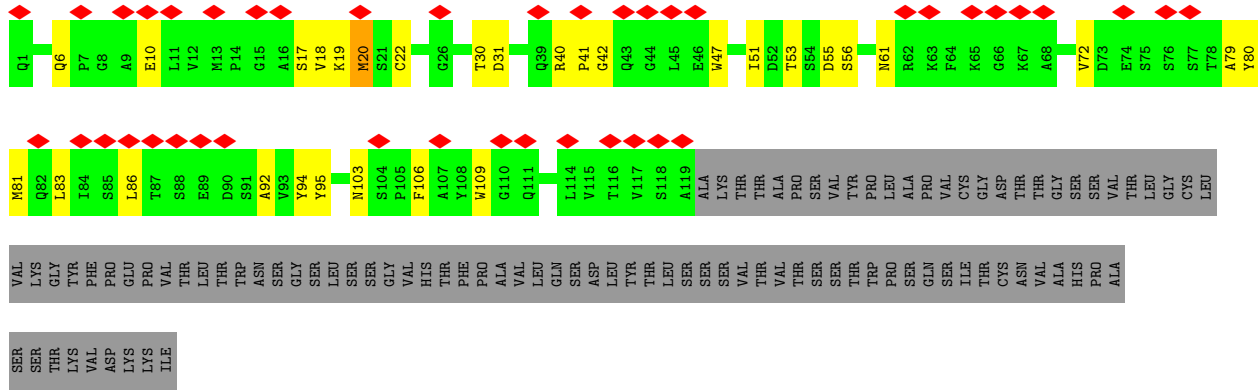 Q1 Q6 P7 G8 A9 E10 L11 V12 M13 P14 G15 A16 S17 V18 K19 M20 S21 C22 G26 T30 D31 Q39 R40 P41 G42 Q43 G44 L45 E46 W47 I51 D52 T53 S54 D55 S56 N61 R62 K63 F64 K65 G66 K67 A68 V72 D73 E74 S75 S76 S77 T78 A79 Y80
M81 Q82 L83 I84 S85 L86 T87 S88 E89 D90 S91 A92 V93 Y94 Y95 N103 S104 P105 F106 A107 Y108 W109 G110 Q111 L114 V115 T116 V117 S118 A119 ALA LYS THR THR ALA PRO SER VAL TYR PRO LEU ALA PRO VAL CYS GLY ASP THR THR GLY SER SER VAL THR LEU GLY CYS LEU
VAL LYS GLY TYR PHE PRO GLU PRO VAL THR LEU THR TRP ASN SER GLY SER LEU SER SER GLY VAL HIS THR PHE PRO ALA VAL LEU GLN SER ASP LEU TYR THR LEU SER SER SER VAL THR VAL THR SER SER THR TRP PRO SER GLN SER ILE THR CYS ASN VAL ALA HIS PRO ALA
SER SER THR LYS VAL ASP LYS LYS ILE